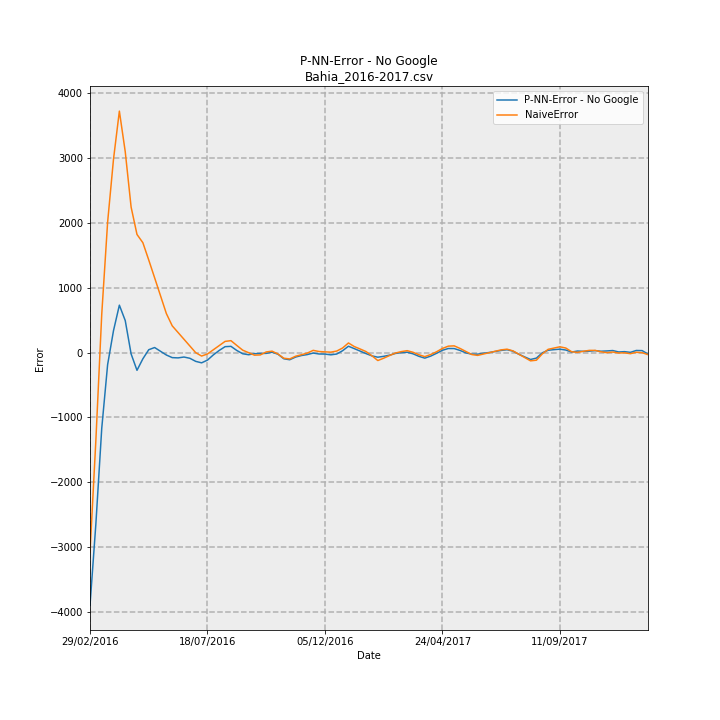 P-NN-Error - No Google
Bahia_2016-2017.csv
P-NN-Error - No Google
NaiveError
4000
3000
2000
1000
0
−1000
−2000
−3000
−4000
Error
29/02/2016 18/07/2016 05/12/2016 24/04/2017 11/09/2017
Date